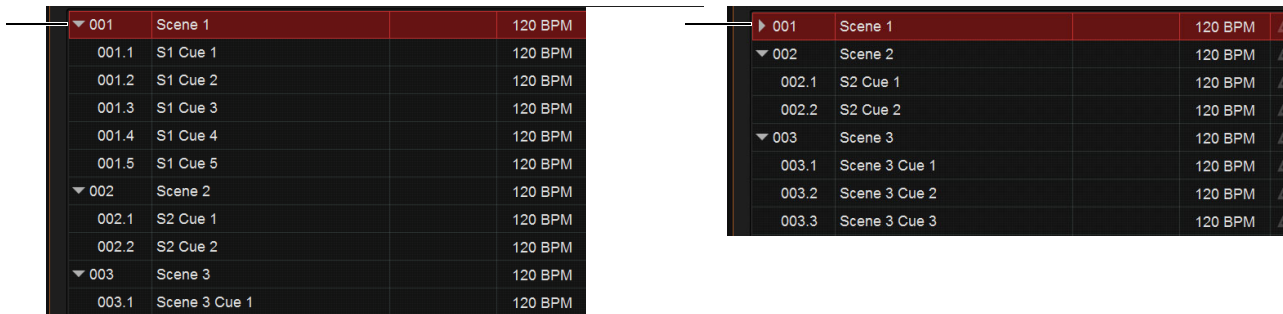 001 Scene 1 120 BPM
001.1 S1 Cue 1 120 BPM
001.2 S1 Cue 2 120 BPM
001.3 S1 Cue 3 120 BPM
001.4 S1 Cue 4 120 BPM
001.5 S1 Cue 5 120 BPM
002 Scene 2 120 BPM
002.1 S2 Cue 1 120 BPM
002.2 S2 Cue 2 120 BPM
003 Scene 3 120 BPM
003.1 Scene 3 Cue 1 120 BPM
001 Scene 1 120 BPM
002 Scene 2 120 BPM
002.1 S2 Cue 1 120 BPM
002.2 S2 Cue 2 120 BPM
003 Scene 3 120 BPM
003.1 Scene 3 Cue 1 120 BPM
003.2 Scene 3 Cue 2 120 BPM
003.3 Scene 3 Cue 3 120 BPM